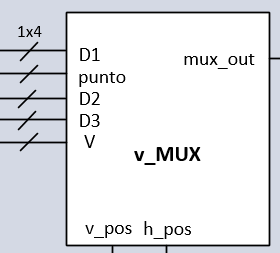 1x4
D1
mux_out
punto
D2
D3
V
v_MUX
v_pos h_pos